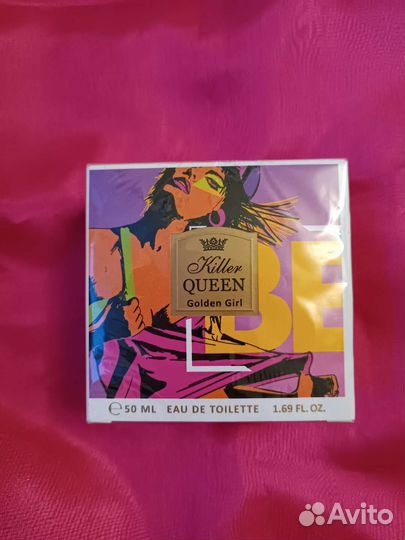 Killer
QUEEN
Golden Girl
BE
℮ 50 ML EAU DE TOILETTE 1.69 FL. OZ.
Avito